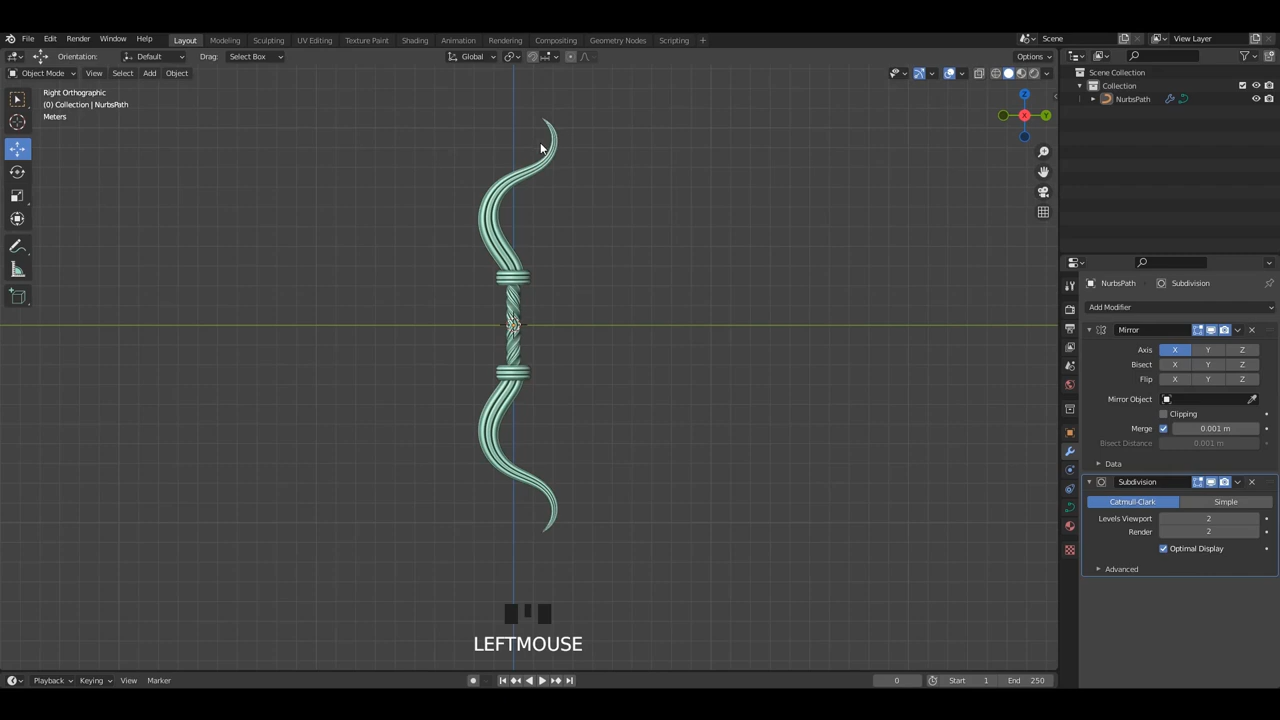 File Edit Render Window Help Layout Modeling Sculpting UV Editing Texture Paint Shading Animation Rendering Compositing Geometry Nodes Scripting + Scene View Layer
Orientation: Default Drag: Select Box Global Options
Object Mode View Select Add Object
Right Orthographic
(0) Collection | NurbsPath
Meters
Z
X
Y
Scene Collection
Collection
NurbsPath
NurbsPath Subdivision
Add Modifier
Mirror
Axis X Y Z
Bisect X Y Z
Flip X Y Z
Mirror Object
Clipping
Merge 0.001 m
Bisect Distance 0.001 m
Data
Subdivision
Catmull-Clark Simple
Levels Viewport 2
Render 2
Optimal Display
Advanced
LEFTMOUSE
Playback Keying View Marker 0 Start 1 End 250